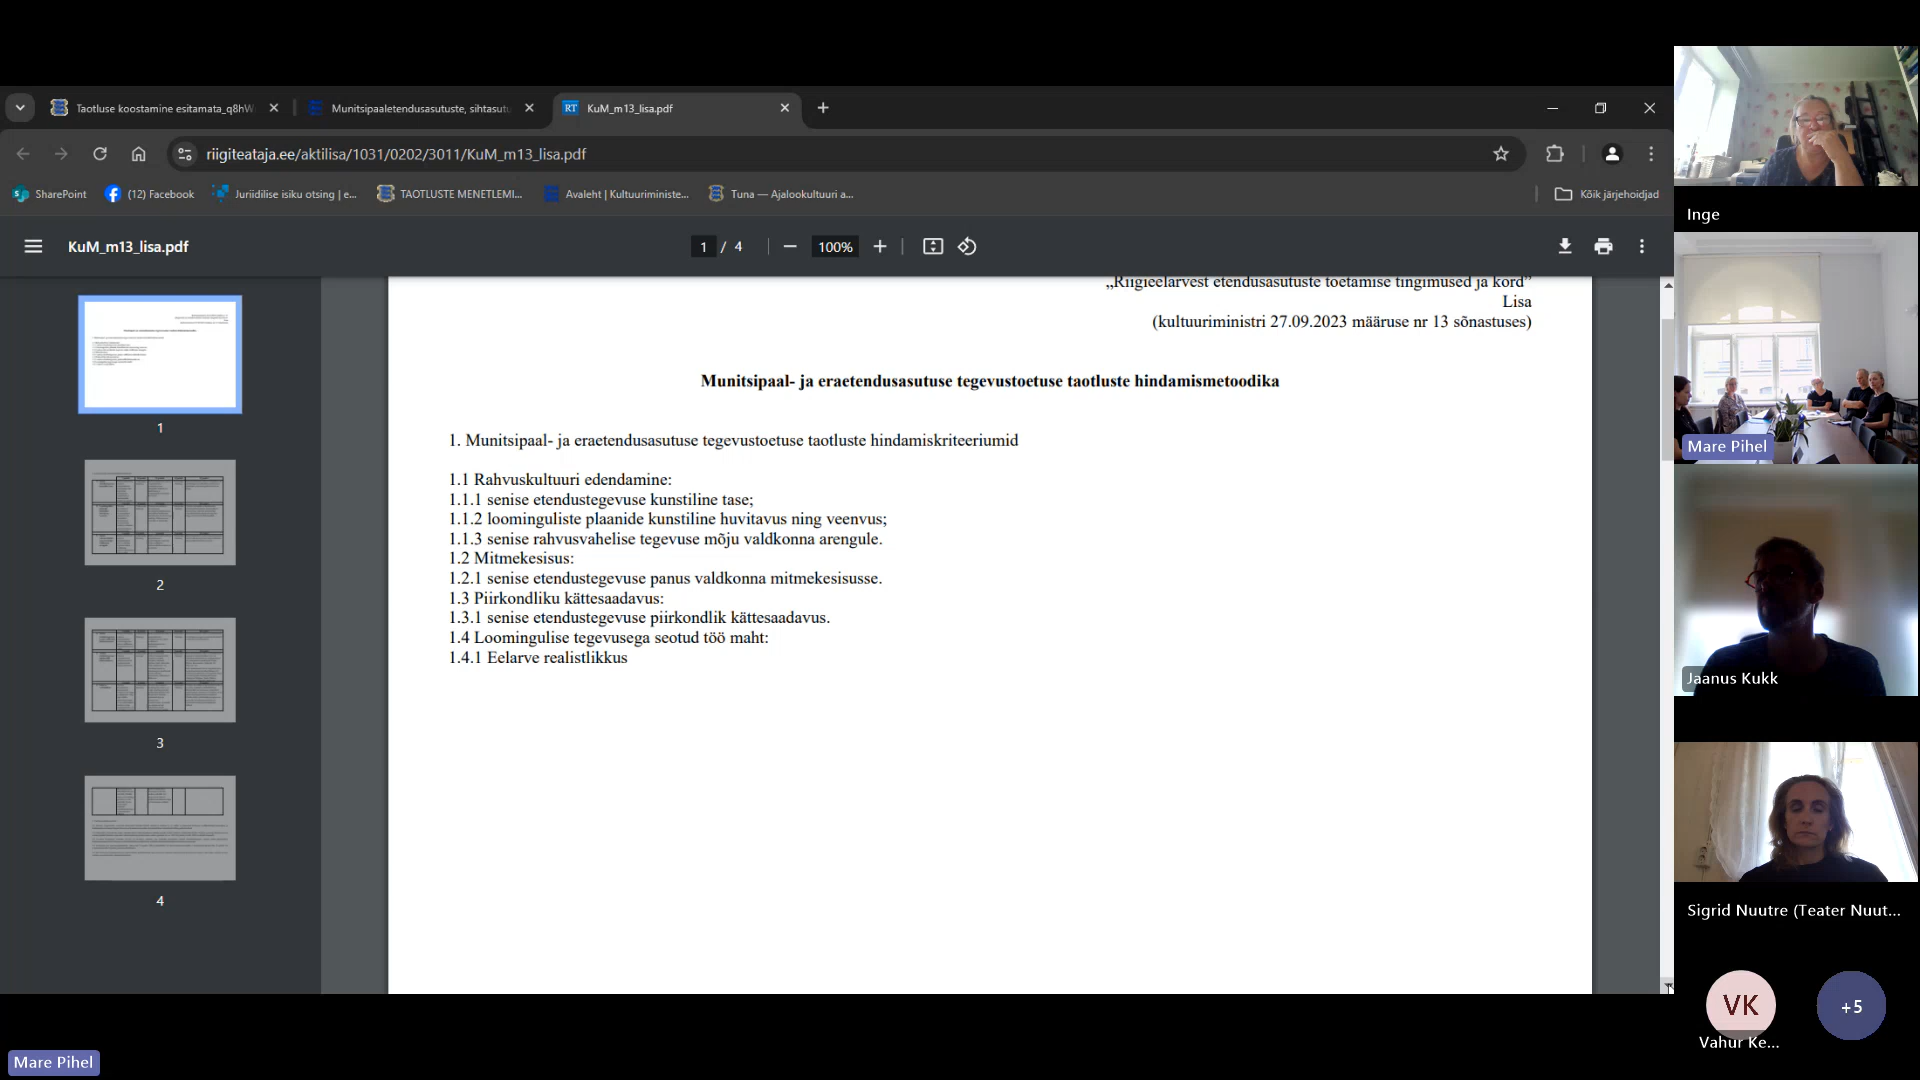 Taotluse koostamine esitamata_q8hW
Munitsipaaletendusasutuste, sihtasutu
RT
KuM_m13_lisa.pdf
riigiteataja.ee/aktilisa/1031/0202/3011/KuM_m13_lisa.pdf
SharePoint
(12) Facebook
Juriidilise isiku otsing | e...
TAOTLUSTE MENETLEMI...
Avaleht | Kultuuriministe...
Tuna — Ajalookultuuri a...
Kõik järjehoidjad
KuM_m13_lisa.pdf
1 / 4
100%
1
2
3
4
„Riigieelarvest etendusasutuste toetamise tingimused ja kord”
Lisa
(kultuuriministri 27.09.2023 määruse nr 13 sõnastuses)
Munitsipaal- ja eraetendusasutuse tegevustoetuse taotluste hindamismetoodika
1. Munitsipaal- ja eraetendusasutuse tegevustoetuse taotluste hindamiskriteeriumid
1.1 Rahvuskultuuri edendamine:
1.1.1 senise etendustegevuse kunstiline tase;
1.1.2 loominguliste plaanide kunstiline huvitavus ning veenvus;
1.1.3 senise rahvusvahelise tegevuse mõju valdkonna arengule.
1.2 Mitmekesisus:
1.2.1 senise etendustegevuse panus valdkonna mitmekesisusse.
1.3 Piirkondliku kättesaadavus:
1.3.1 senise etendustegevuse piirkondlik kättesaadavus.
1.4 Loomingulise tegevusega seotud töö maht:
1.4.1 Eelarve realistlikkus
Inge
Mare Pihel
Jaanus Kukk
Sigrid Nuutre (Teater Nuut...
VK
Vahur Ke...
+5
Mare Pihel